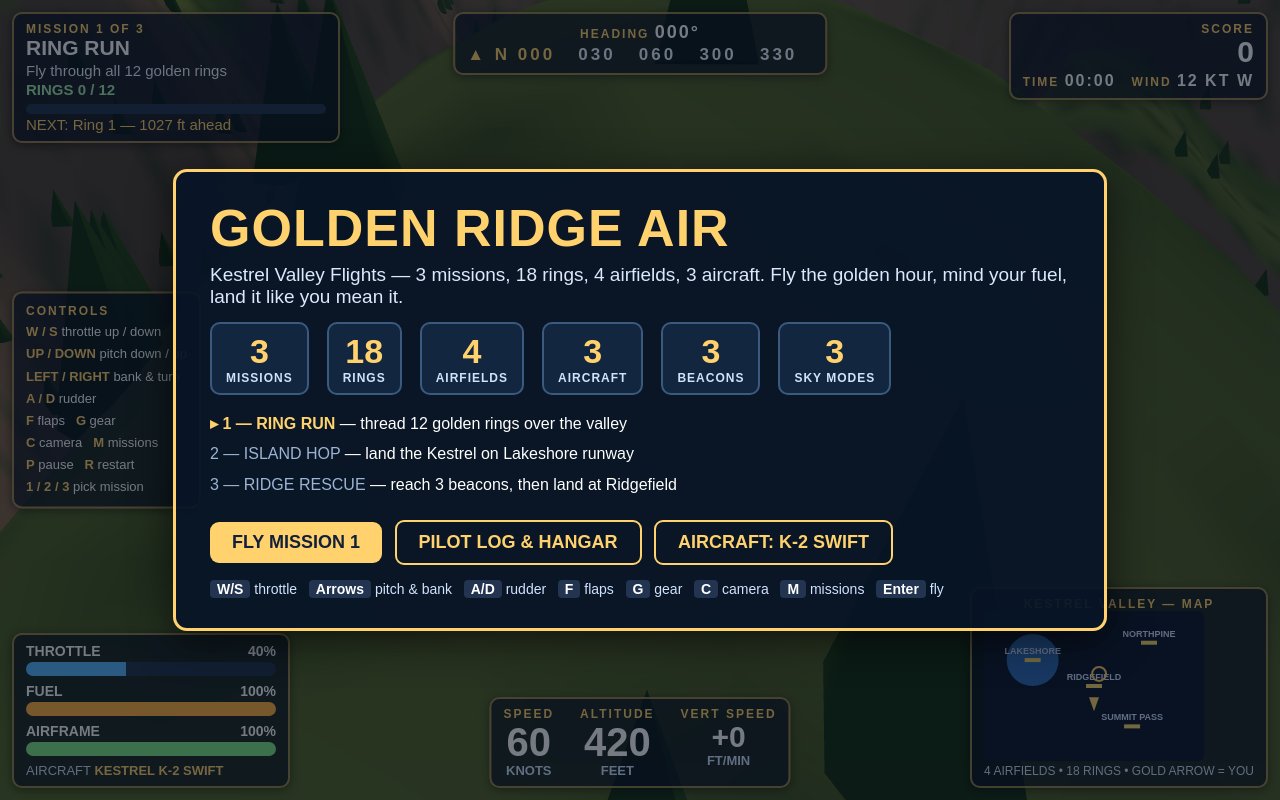 MISSION 1 OF 3
RING RUN
Fly through all 12 golden rings
RINGS 0 / 12
NEXT: Ring 1 — 1027 ft ahead
HEADING 000°
▲ N 000 030 060 300 330
SCORE
0
TIME 00:00 WIND 12 KT W
GOLDEN RIDGE AIR
Kestrel Valley Flights — 3 missions, 18 rings, 4 airfields, 3 aircraft. Fly the golden hour, mind your fuel,
land it like you mean it.
3 18 4 3 3 3
MISSIONS RINGS AIRFIELDS AIRCRAFT BEACONS SKY MODES
▸ 1 — RING RUN — thread 12 golden rings over the valley
2 — ISLAND HOP — land the Kestrel on Lakeshore runway
3 — RIDGE RESCUE — reach 3 beacons, then land at Ridgefield
FLY MISSION 1 PILOT LOG & HANGAR AIRCRAFT: K-2 SWIFT
W/S throttle Arrows pitch & bank A/D rudder F flaps G gear C camera M missions Enter fly
CONTROLS
W / S throttle up / down
UP / DOWN pitch down / up
LEFT / RIGHT bank & turn
A / D rudder
F flaps G gear
C camera M missions
P pause R restart
1 / 2 / 3 pick mission
THROTTLE 40%
FUEL 100%
AIRFRAME 100%
AIRCRAFT KESTREL K-2 SWIFT
SPEED ALTITUDE VERT SPEED
60 420 +0
KNOTS FEET FT/MIN
KESTREL VALLEY — MAP
NORTHPINE
LAKESHORE
RIDGEFIELD
SUMMIT PASS
4 AIRFIELDS • 18 RINGS • GOLD ARROW = YOU